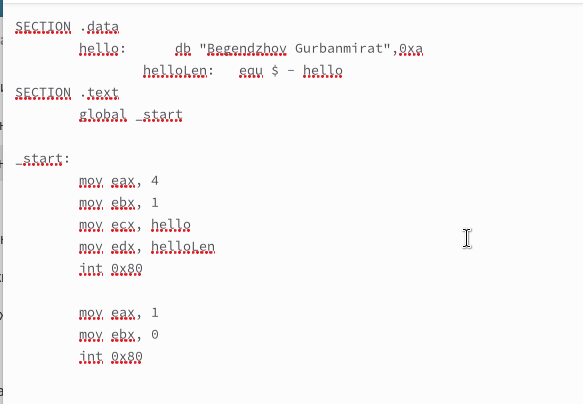 SECTION .data
hello: db "Begendzhov Gurbanmirat",0xa
helloLen: equ $ - hello
SECTION .text
global _start
_start:
mov eax, 4
mov ebx, 1
mov ecx, hello
mov edx, helloLen
int 0x80
mov eax, 1
mov ebx, 0
int 0x80